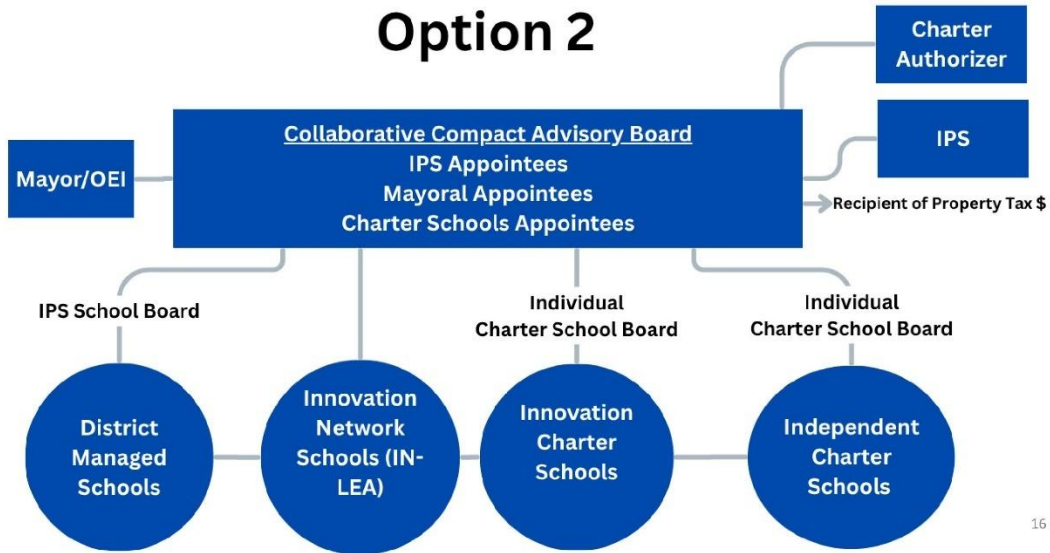 Option 2
Charter
Authorizer
IPS
Mayor/OEI
Collaborative Compact Advisory Board
IPS Appointees
Mayoral Appointees
Charter Schools Appointees
Recipient of Property Tax $
IPS School Board
Individual
Charter School Board
Individual
Charter School Board
District
Managed
Schools
Innovation
Network
Schools (IN-
LEA)
Innovation
Charter
Schools
Independent
Charter
Schools
16